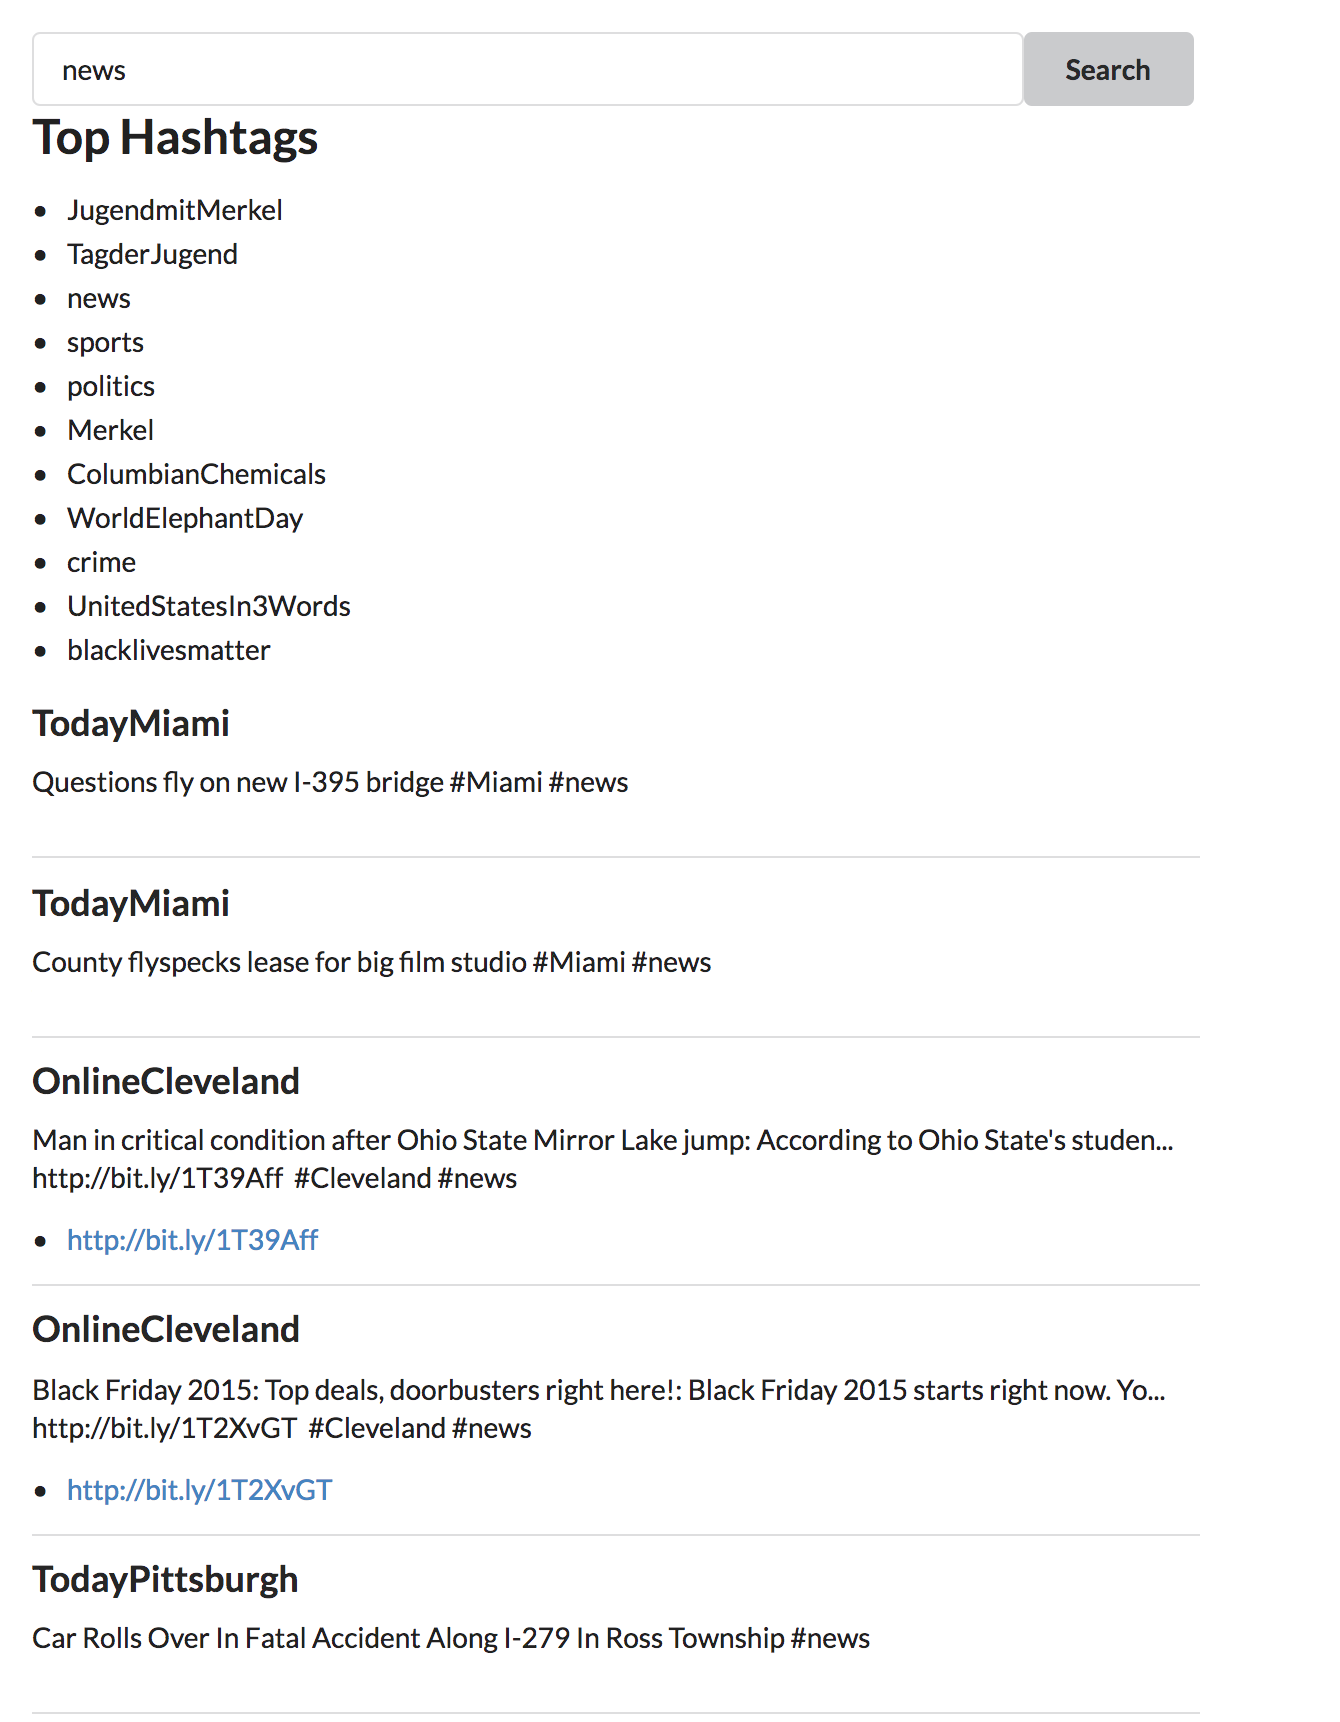 news
Search
Top Hashtags
JugendmitMerkel
TagderJugend
news
sports
politics
Merkel
ColumbianChemicals
WorldElephantDay
crime
UnitedStatesIn3Words
blacklivesmatter
TodayMiami
Questions fly on new I-395 bridge #Miami #news
TodayMiami
County flyspecks lease for big film studio #Miami #news
OnlineCleveland
Man in critical condition after Ohio State Mirror Lake jump: According to Ohio State's studen...
http://bit.ly/1T39Aff #Cleveland #news
http://bit.ly/1T39Aff
OnlineCleveland
Black Friday 2015: Top deals, doorbusters right here!: Black Friday 2015 starts right now. Yo...
http://bit.ly/1T2XvGT #Cleveland #news
http://bit.ly/1T2XvGT
TodayPittsburgh
Car Rolls Over In Fatal Accident Along I-279 In Ross Township #news